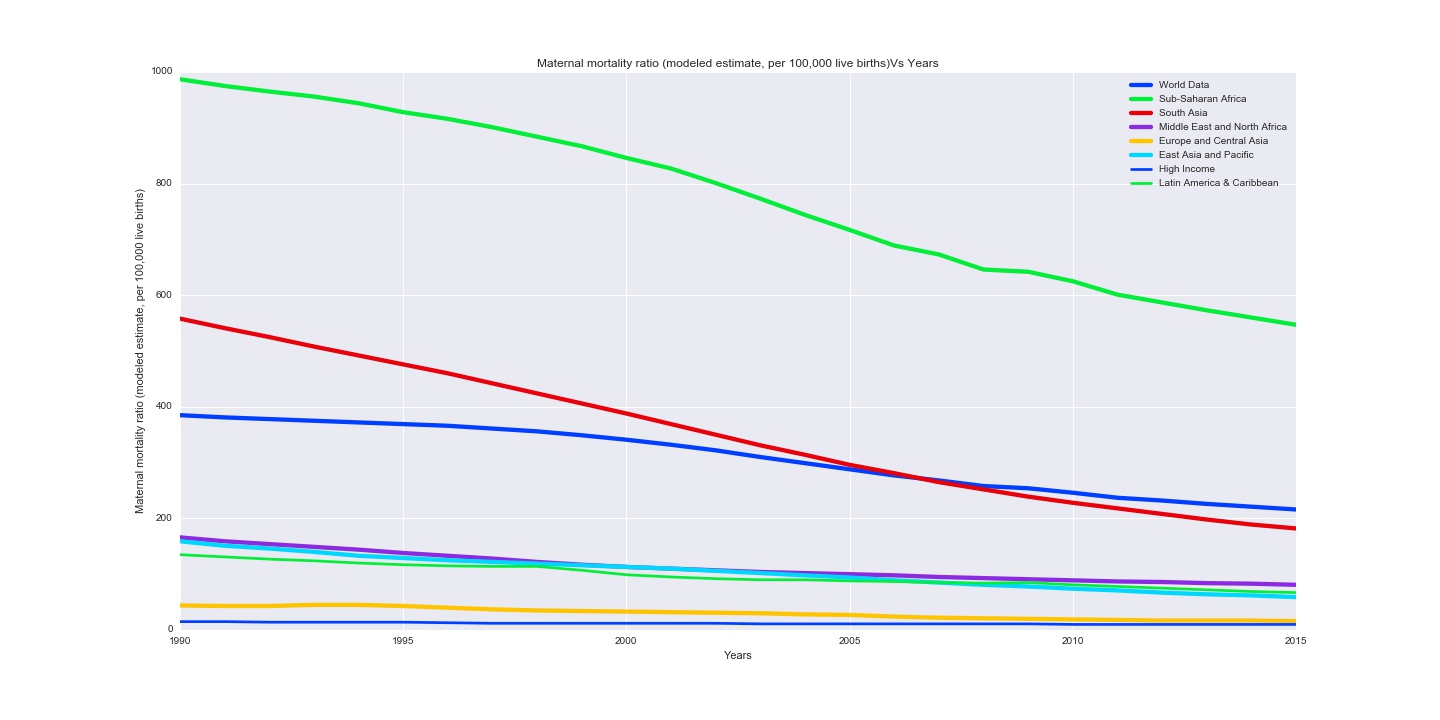 Maternal mortality ratio (modeled estimate, per 100,000 live births)Vs Years
1000
800
600
400
200
0
Maternal mortality ratio (modeled estimate, per 100,000 live births)
World Data
Sub-Saharan Africa
South Asia
Middle East and North Africa
Europe and Central Asia
East Asia and Pacific
High Income
Latin America & Caribbean
1990 1995 2000 2005 2010 2015
Years